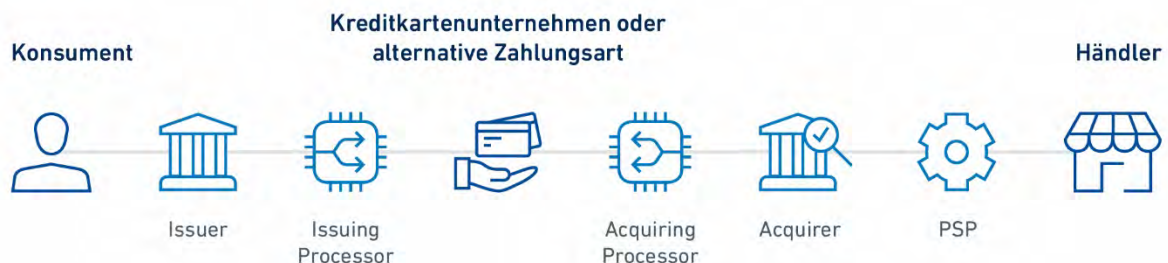 Kreditkartenunternehmen oder
alternative Zahlungsart
Konsument
Händler
Issuer
Issuing
Processor
Acquiring
Processor
Acquirer
PSP